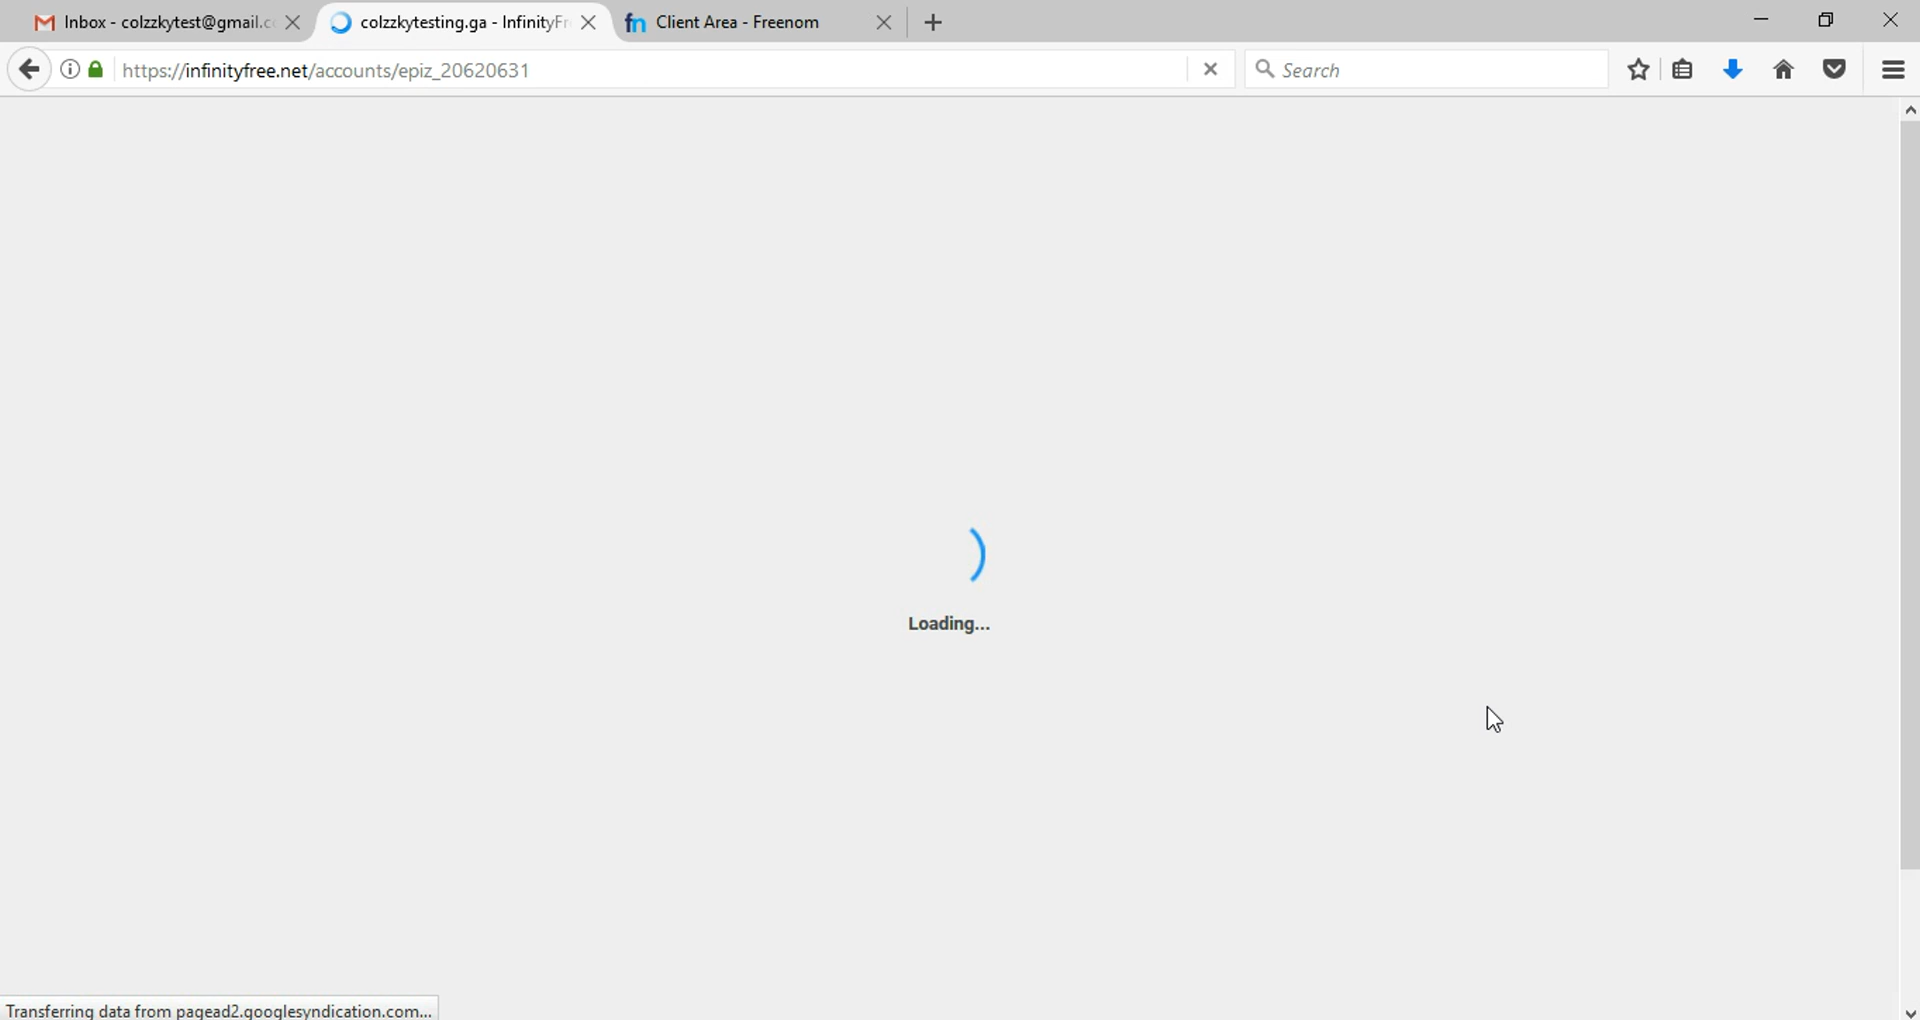 Inbox - colzzkytest@gmail.c
colzzkytesting.ga - InfinityFr
fn Client Area - Freenom
https://infinityfree.net/accounts/epiz_20620631
Search
Loading...
Transferring data from pagead2.googlesyndication.com...